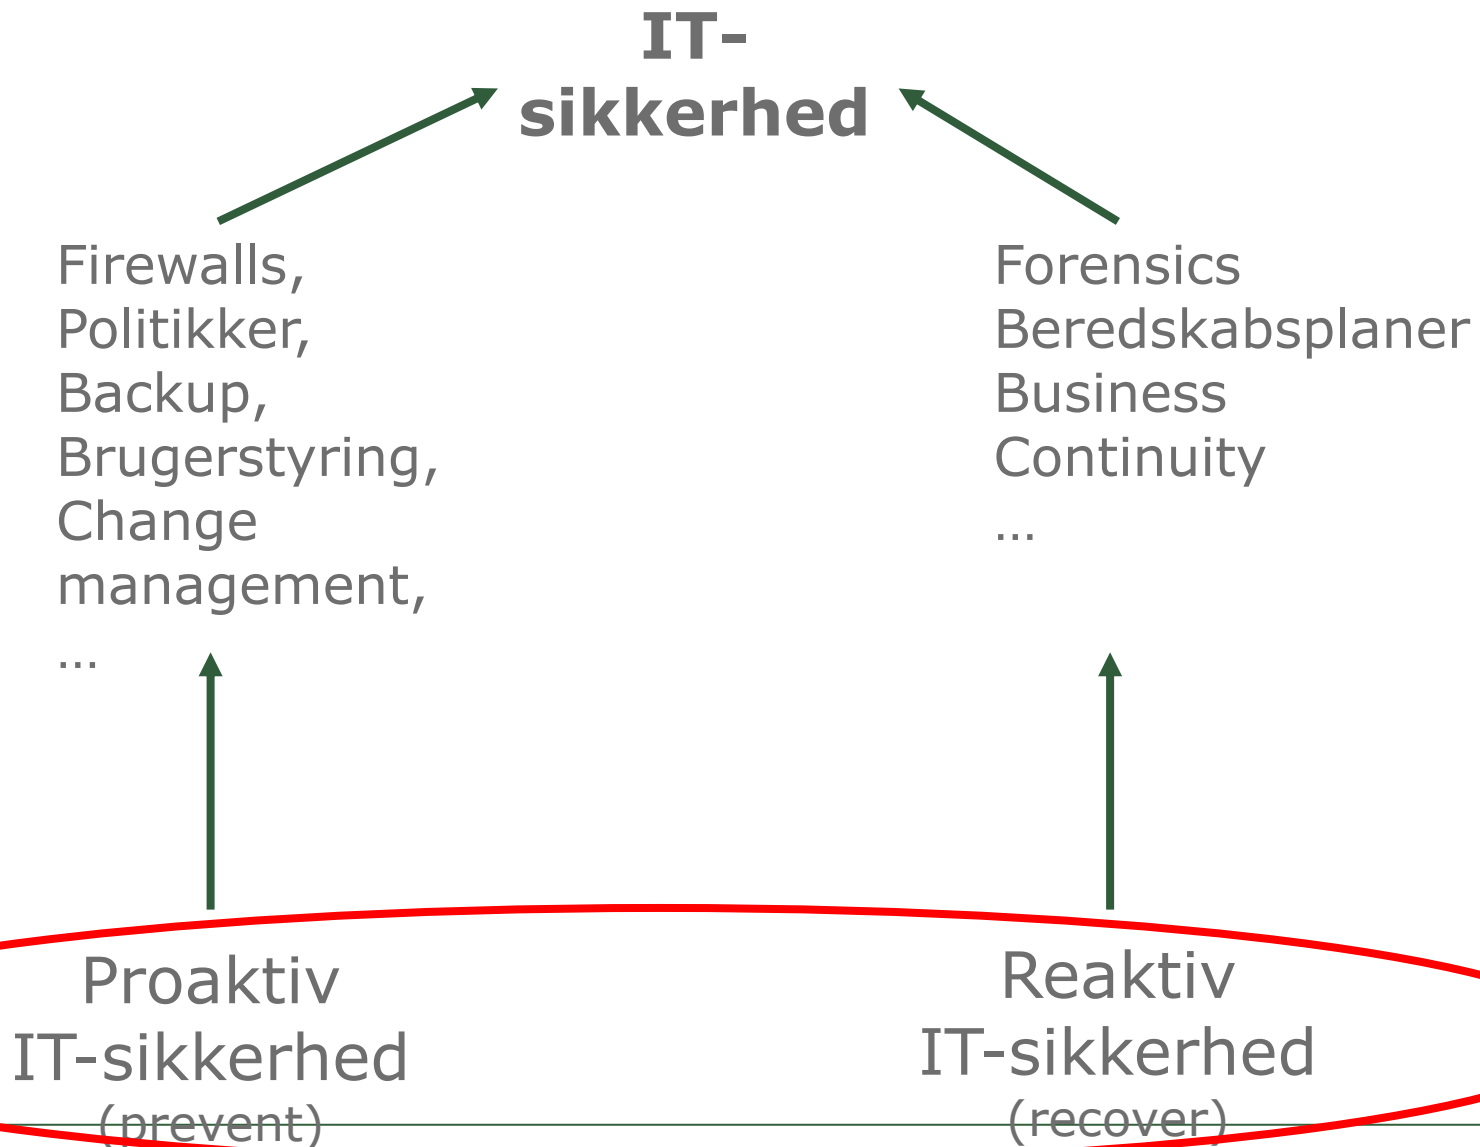 IT-
sikkerhed
Firewalls,
Politikker,
Backup,
Brugerstyring,
Change
management,
...
Forensics
Beredskabsplaner
Business
Continuity
...
Proaktiv
IT-sikkerhed
(prevent)
Reaktiv
IT-sikkerhed
(recover)